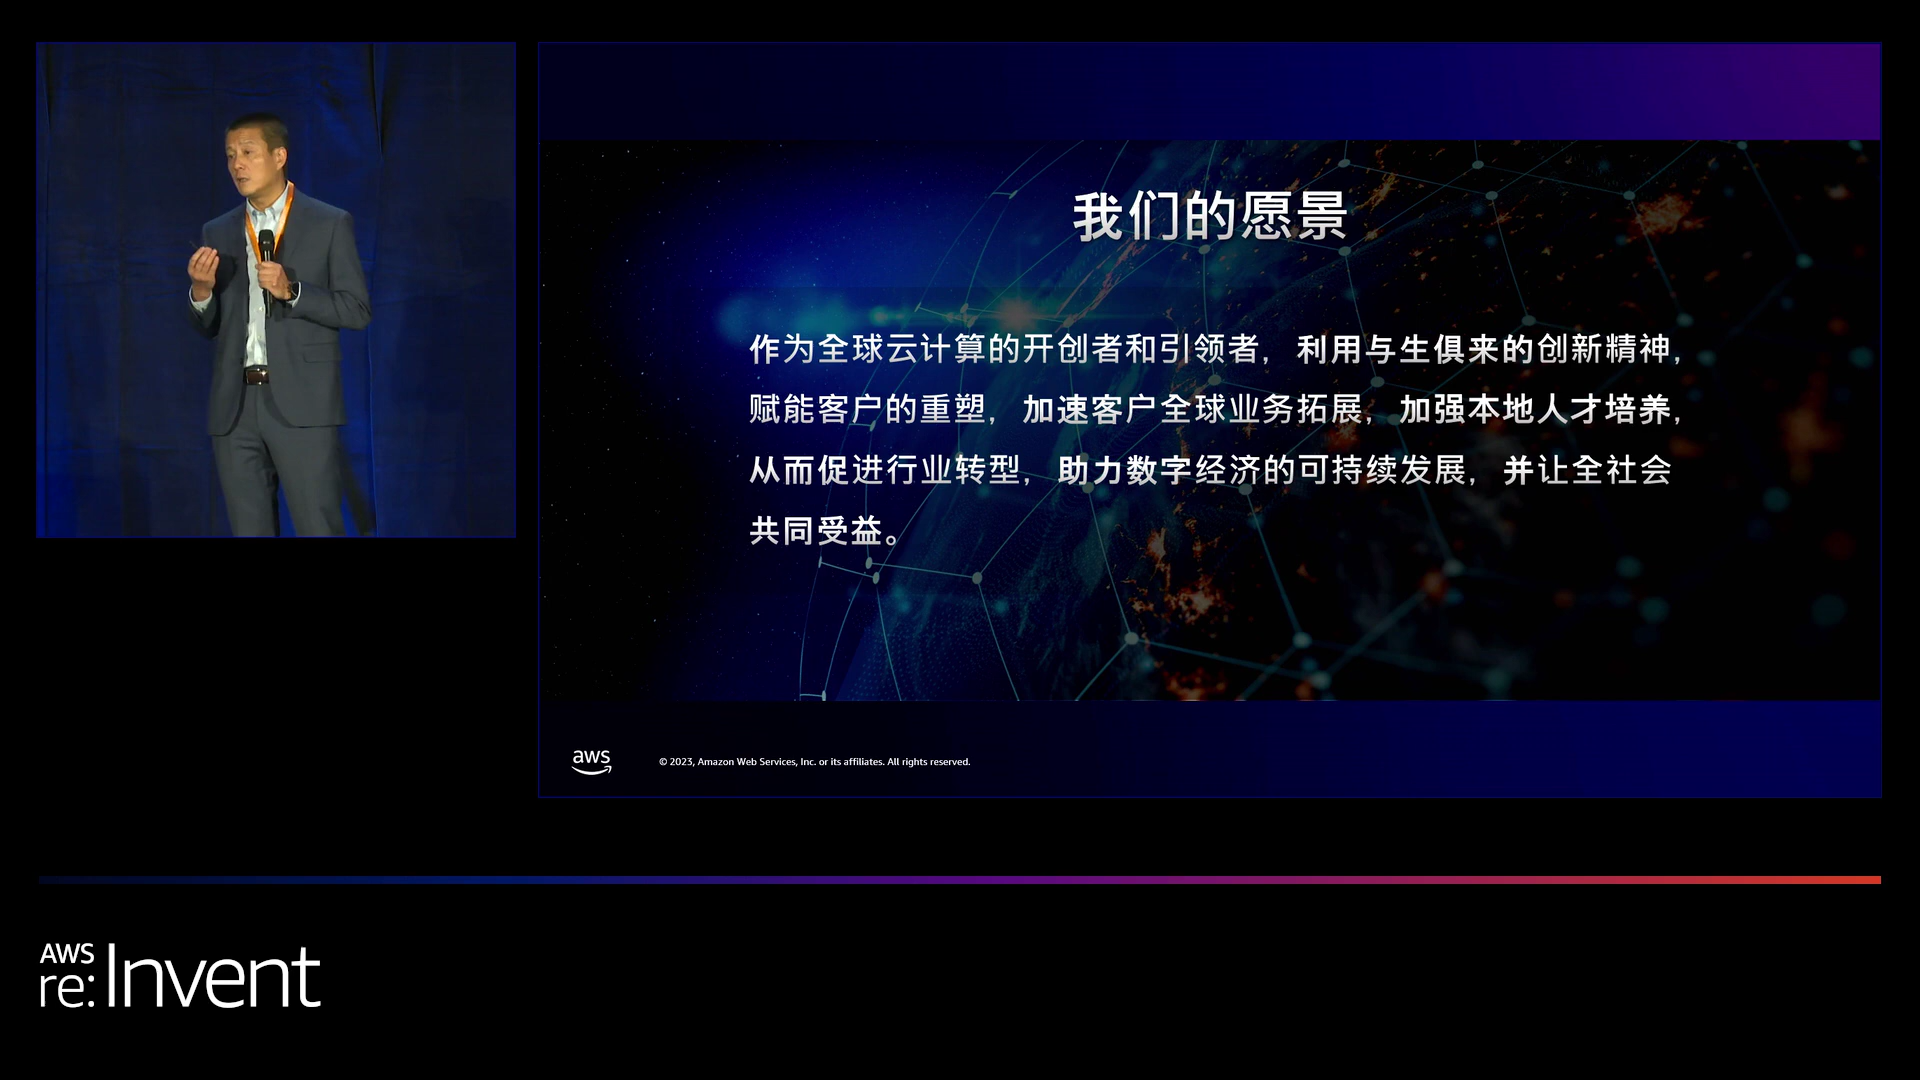 我们的愿景
作为全球云计算的开创者和引领者，利用与生俱来的创新精神，
赋能客户的重塑，加速客户全球业务拓展，加强本地人才培养，
从而促进行业转型，助力数字经济的可持续发展，并让全社会
共同受益。
aws
© 2023, Amazon Web Services, Inc. or its affiliates. All rights reserved.
AWS
re:Invent